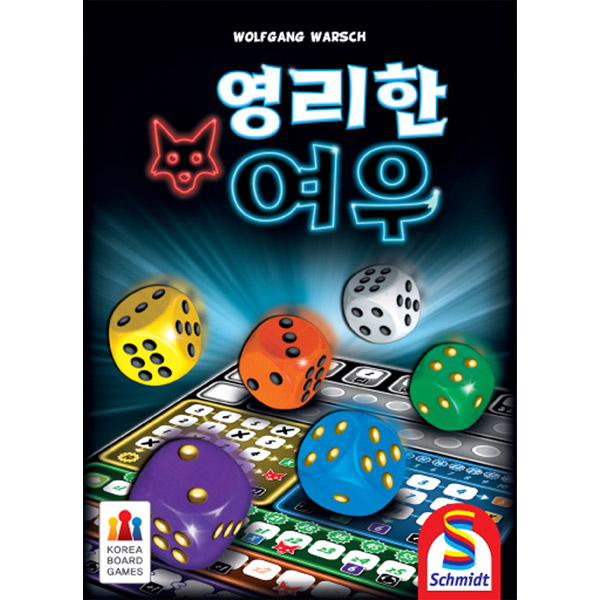 WOLFGANG WARSCH
영리한
여우
KOREA
BOARD
GAMES
Schmidt